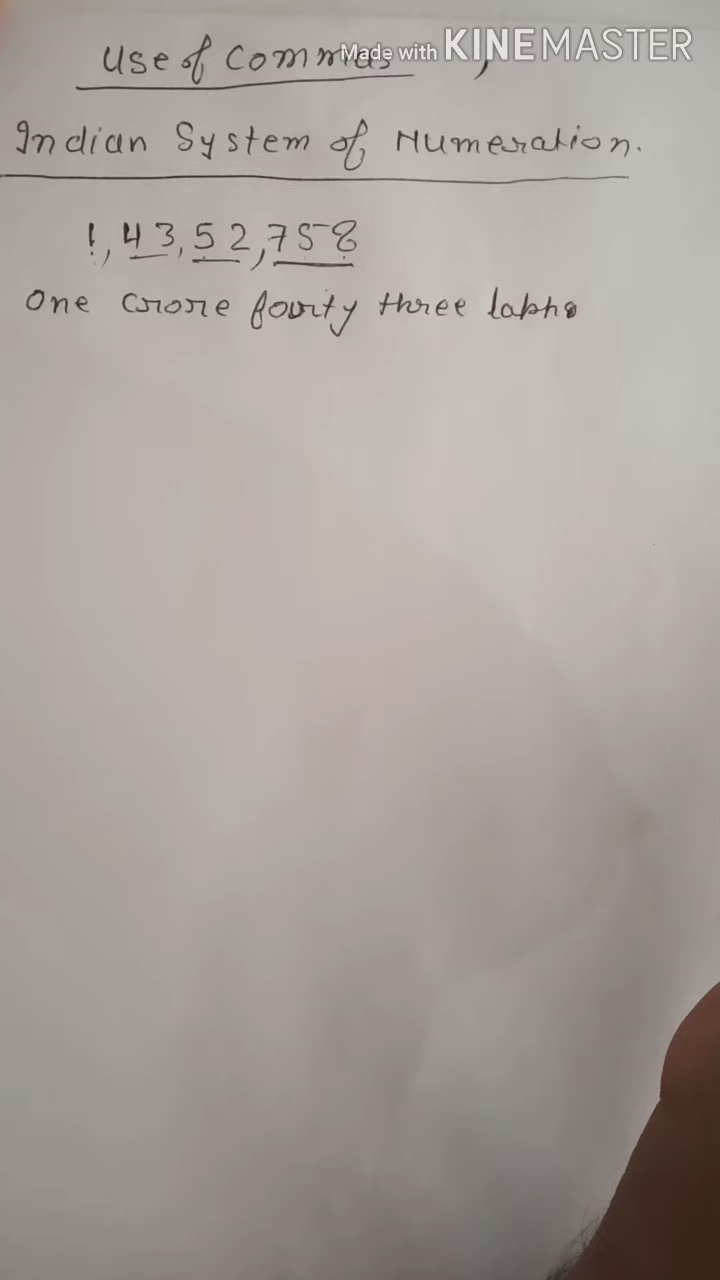 Use of Commas ,
Made with KINEMASTER
Indian System of Numeration.
1,43,52,758
One crore fourty three lakhs